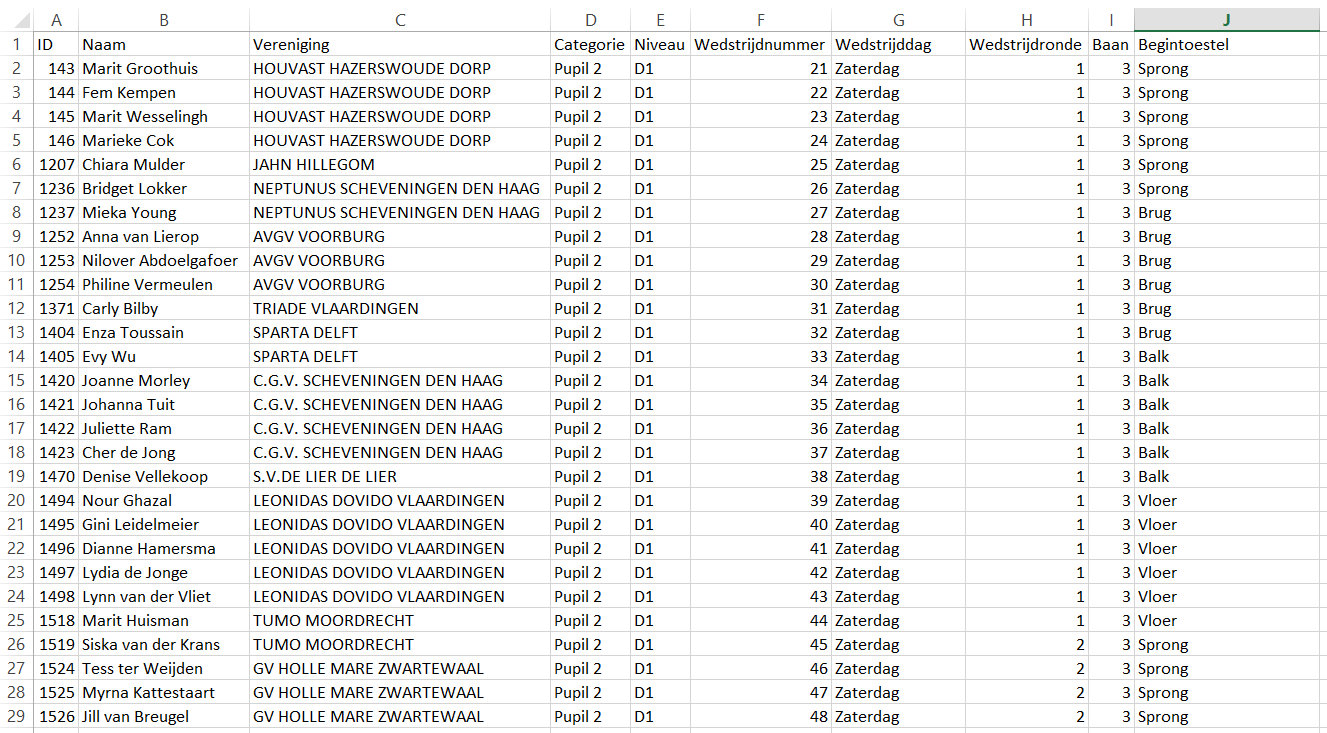 A B C D E F G H I J
1 ID Naam Vereniging Categorie Niveau Wedstrijdnummer Wedstrijddag Wedstrijdronde Baan Begintoestel
2 143 Marit Groothuis HOUVAST HAZERSWOUDE DORP Pupil 2 D1 21 Zaterdag 1 3 Sprong
3 144 Fem Kempen HOUVAST HAZERSWOUDE DORP Pupil 2 D1 22 Zaterdag 1 3 Sprong
4 145 Marit Wesselingh HOUVAST HAZERSWOUDE DORP Pupil 2 D1 23 Zaterdag 1 3 Sprong
5 146 Marieke Cok HOUVAST HAZERSWOUDE DORP Pupil 2 D1 24 Zaterdag 1 3 Sprong
6 1207 Chiara Mulder JAHN HILLEGOM Pupil 2 D1 25 Zaterdag 1 3 Sprong
7 1236 Bridget Lokker NEPTUNUS SCHEVENINGEN DEN HAAG Pupil 2 D1 26 Zaterdag 1 3 Sprong
8 1237 Mieka Young NEPTUNUS SCHEVENINGEN DEN HAAG Pupil 2 D1 27 Zaterdag 1 3 Brug
9 1252 Anna van Lierop AVGV VOORBURG Pupil 2 D1 28 Zaterdag 1 3 Brug
10 1253 Nilover Abdoelgafoer AVGV VOORBURG Pupil 2 D1 29 Zaterdag 1 3 Brug
11 1254 Philine Vermeulen AVGV VOORBURG Pupil 2 D1 30 Zaterdag 1 3 Brug
12 1371 Carly Bilby TRIADE VLAARDINGEN Pupil 2 D1 31 Zaterdag 1 3 Brug
13 1404 Enza Toussain SPARTA DELFT Pupil 2 D1 32 Zaterdag 1 3 Brug
14 1405 Evy Wu SPARTA DELFT Pupil 2 D1 33 Zaterdag 1 3 Balk
15 1420 Joanne Morley C.G.V. SCHEVENINGEN DEN HAAG Pupil 2 D1 34 Zaterdag 1 3 Balk
16 1421 Johanna Tuit C.G.V. SCHEVENINGEN DEN HAAG Pupil 2 D1 35 Zaterdag 1 3 Balk
17 1422 Juliette Ram C.G.V. SCHEVENINGEN DEN HAAG Pupil 2 D1 36 Zaterdag 1 3 Balk
18 1423 Cher de Jong C.G.V. SCHEVENINGEN DEN HAAG Pupil 2 D1 37 Zaterdag 1 3 Balk
19 1470 Denise Vellekoop S.V.DE LIER DE LIER Pupil 2 D1 38 Zaterdag 1 3 Balk
20 1494 Nour Ghazal LEONIDAS DOVIDO VLAARDINGEN Pupil 2 D1 39 Zaterdag 1 3 Vloer
21 1495 Gini Leidelmeier LEONIDAS DOVIDO VLAARDINGEN Pupil 2 D1 40 Zaterdag 1 3 Vloer
22 1496 Dianne Hamersma LEONIDAS DOVIDO VLAARDINGEN Pupil 2 D1 41 Zaterdag 1 3 Vloer
23 1497 Lydia de Jonge LEONIDAS DOVIDO VLAARDINGEN Pupil 2 D1 42 Zaterdag 1 3 Vloer
24 1498 Lynn van der Vliet LEONIDAS DOVIDO VLAARDINGEN Pupil 2 D1 43 Zaterdag 1 3 Vloer
25 1518 Marit Huisman TUMO MOORDRECHT Pupil 2 D1 44 Zaterdag 1 3 Vloer
26 1519 Siska van der Krans TUMO MOORDRECHT Pupil 2 D1 45 Zaterdag 2 3 Sprong
27 1524 Tess ter Weijden GV HOLLE MARE ZWARTEWAAL Pupil 2 D1 46 Zaterdag 2 3 Sprong
28 1525 Myrna Kattestaart GV HOLLE MARE ZWARTEWAAL Pupil 2 D1 47 Zaterdag 2 3 Sprong
29 1526 Jill van Breugel GV HOLLE MARE ZWARTEWAAL Pupil 2 D1 48 Zaterdag 2 3 Sprong